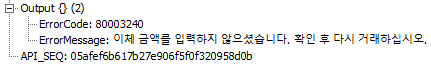 Output {} (2)
ErrorCode: 80003240
ErrorMessage: 이체 금액를 입력하지 않으셨습니다. 확인 후 다시 거래하십시오.
API_SEQ: 05afef6b617b27e906f5f0f320958d0b